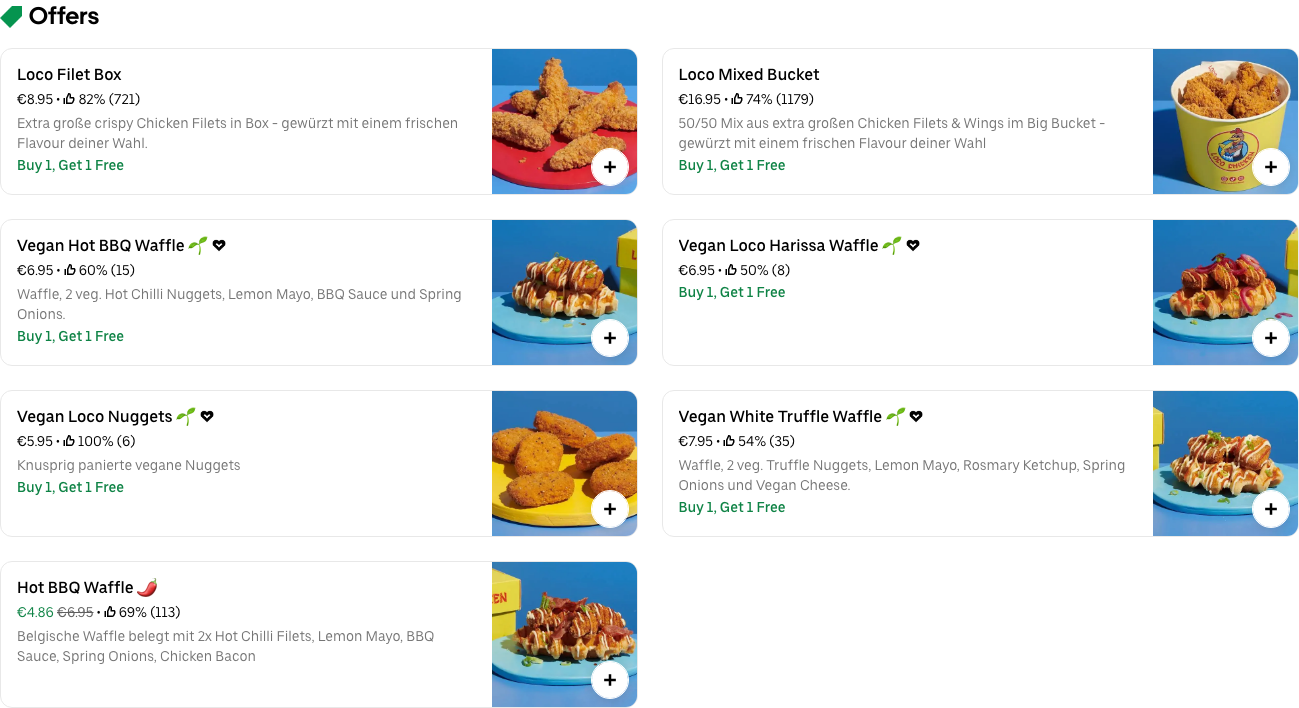 Offers
Loco Filet Box
€8.95 • 82% (721)
Extra große crispy Chicken Filets in Box - gewürzt mit einem frischen
Flavour deiner Wahl.
Buy 1, Get 1 Free
Loco Mixed Bucket
€16.95 • 74% (1179)
50/50 Mix aus extra großen Chicken Filets & Wings im Big Bucket -
gewürzt mit einem frischen Flavour deiner Wahl
Buy 1, Get 1 Free
LOCO CHICKEN
Vegan Hot BBQ Waffle 🌱 
€6.95 • 60% (15)
Waffle, 2 veg. Hot Chilli Nuggets, Lemon Mayo, BBQ Sauce und Spring
Onions.
Buy 1, Get 1 Free
Vegan Loco Harissa Waffle 🌱
€6.95 • 50% (8)
Buy 1, Get 1 Free
Vegan Loco Nuggets 🌱
€5.95 • 100% (6)
Knusprig panierte vegane Nuggets
Buy 1, Get 1 Free
Vegan White Truffle Waffle 🌱
€7.95 • 54% (35)
Waffle, 2 veg. Truffle Nuggets, Lemon Mayo, Rosmary Ketchup, Spring
Onions und Vegan Cheese.
Buy 1, Get 1 Free
Hot BBQ Waffle 🌶️
€4.86 €6.95 • 69% (113)
Belgische Waffle belegt mit 2x Hot Chilli Filets, Lemon Mayo, BBQ
Sauce, Spring Onions, Chicken Bacon